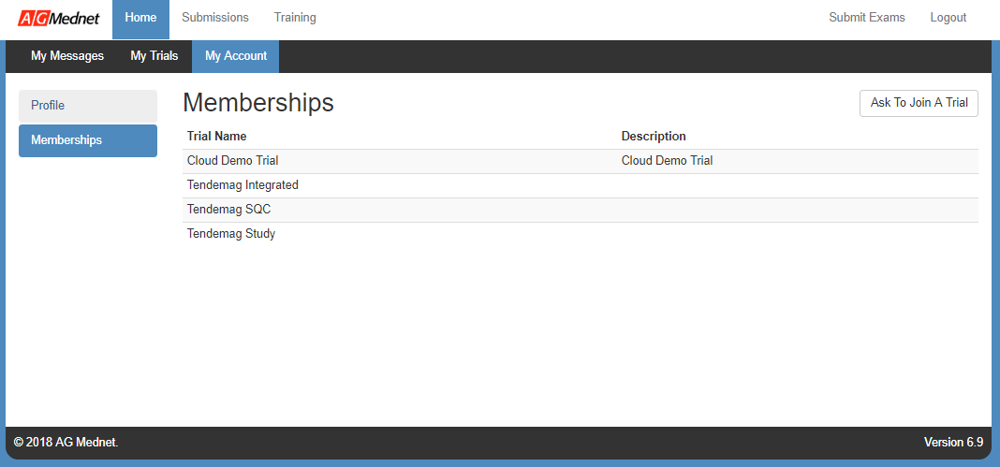 AG Mednet Home Submissions Training Submit Exams Logout
My Messages My Trials My Account
Profile
Memberships
Memberships Ask To Join A Trial
Trial Name Description
Cloud Demo Trial Cloud Demo Trial
Tendemag Integrated
Tendemag SQC
Tendemag Study
© 2018 AG Mednet. Version 6.9